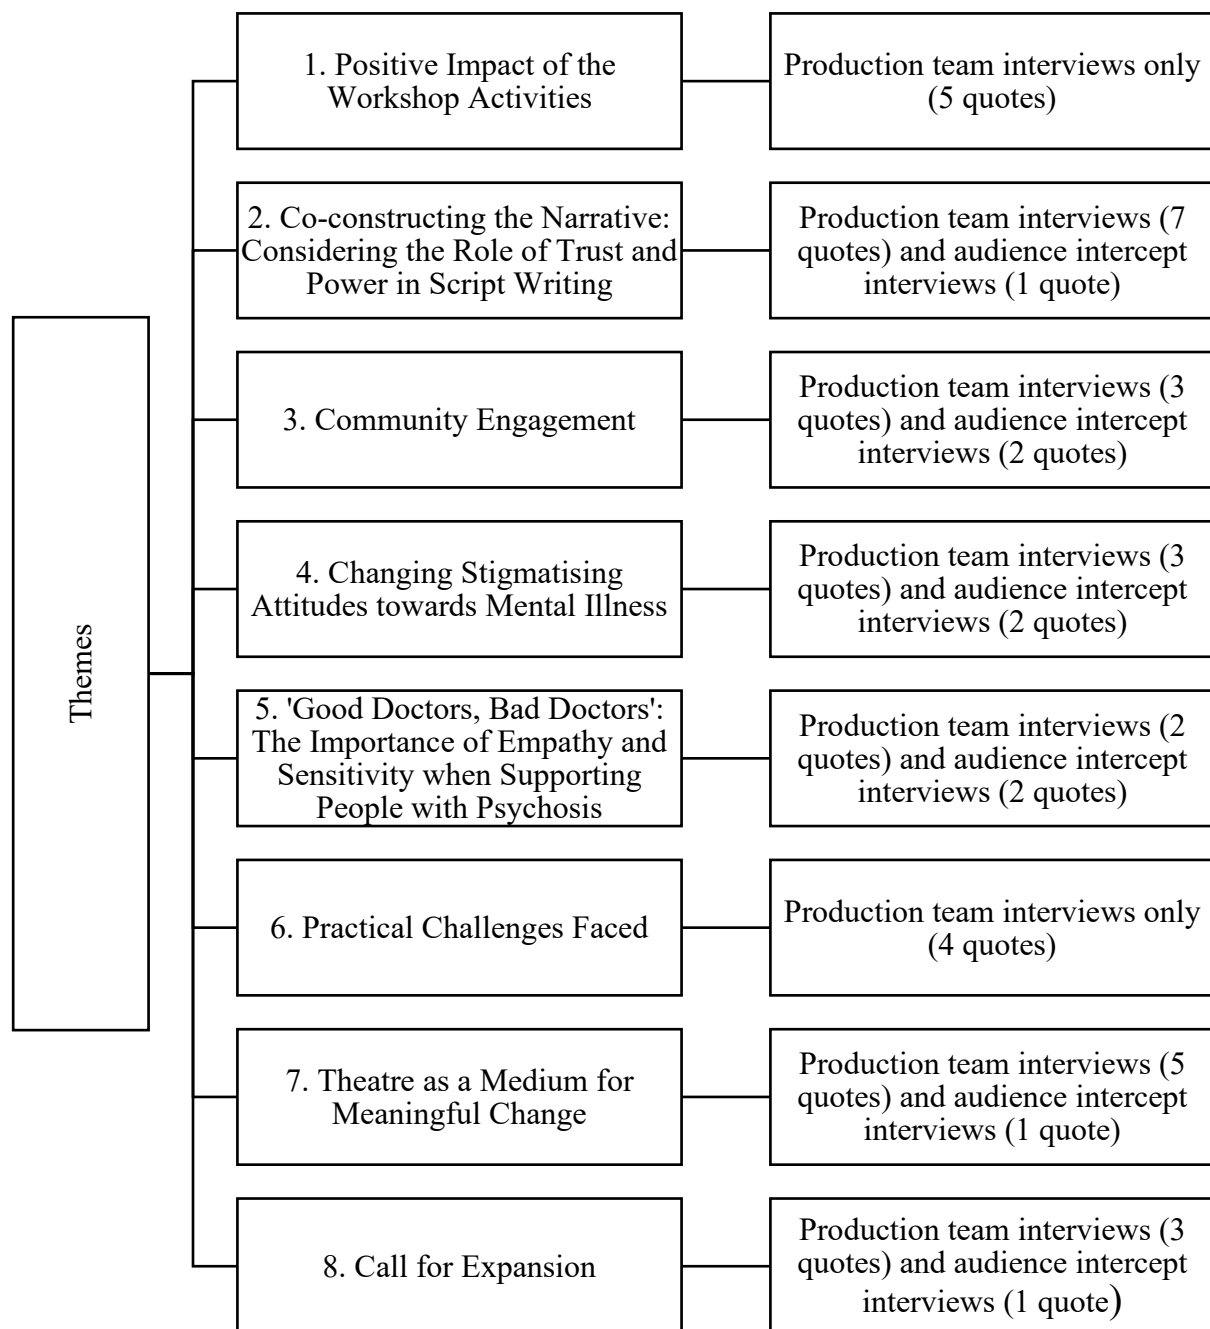 Themes
1. Positive Impact of the
Workshop Activities
Production team interviews only
(5 quotes)
2. Co-constructing the Narrative:
Considering the Role of Trust and
Power in Script Writing
Production team interviews (7
quotes) and audience intercept
interviews (1 quote)
3. Community Engagement
Production team interviews (3
quotes) and audience intercept
interviews (2 quotes)
4. Changing Stigmatising
Attitudes towards Mental Illness
Production team interviews (3
quotes) and audience intercept
interviews (2 quotes)
5. 'Good Doctors, Bad Doctors':
The Importance of Empathy and
Sensitivity when Supporting
People with Psychosis
Production team interviews (2
quotes) and audience intercept
interviews (2 quotes)
6. Practical Challenges Faced
Production team interviews only
(4 quotes)
7. Theatre as a Medium for
Meaningful Change
Production team interviews (5
quotes) and audience intercept
interviews (1 quote)
8. Call for Expansion
Production team interviews (3
quotes) and audience intercept
interviews (1 quote)